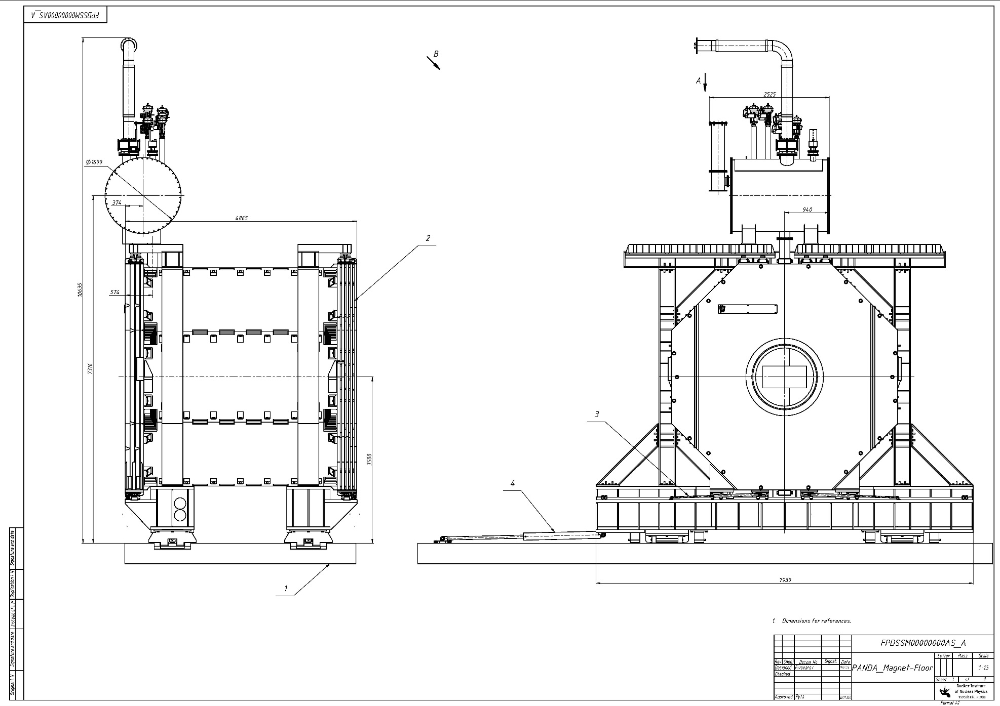 FPDSSM00000000AS_A
B
A
2525
Ø1600
374
4865
940
2
574
10635
7316
3
3500
4
1
7930
1 Dimensions for references.
Signature and date
Duplication I.N
Instead of I.N
Signature and date
Original I.N
FPDSSM00000000AS_A
Letter Mass Scale
Rev Sheet Docum No Signat. Date
Designed Pivovarov
PANDA_Magnet-Floor
1:25
Checked
Sheet 1 of 2
Budker Institute
of Nuclear Physics
Novosibirsk, Russia
Approved Pyta
Format A1